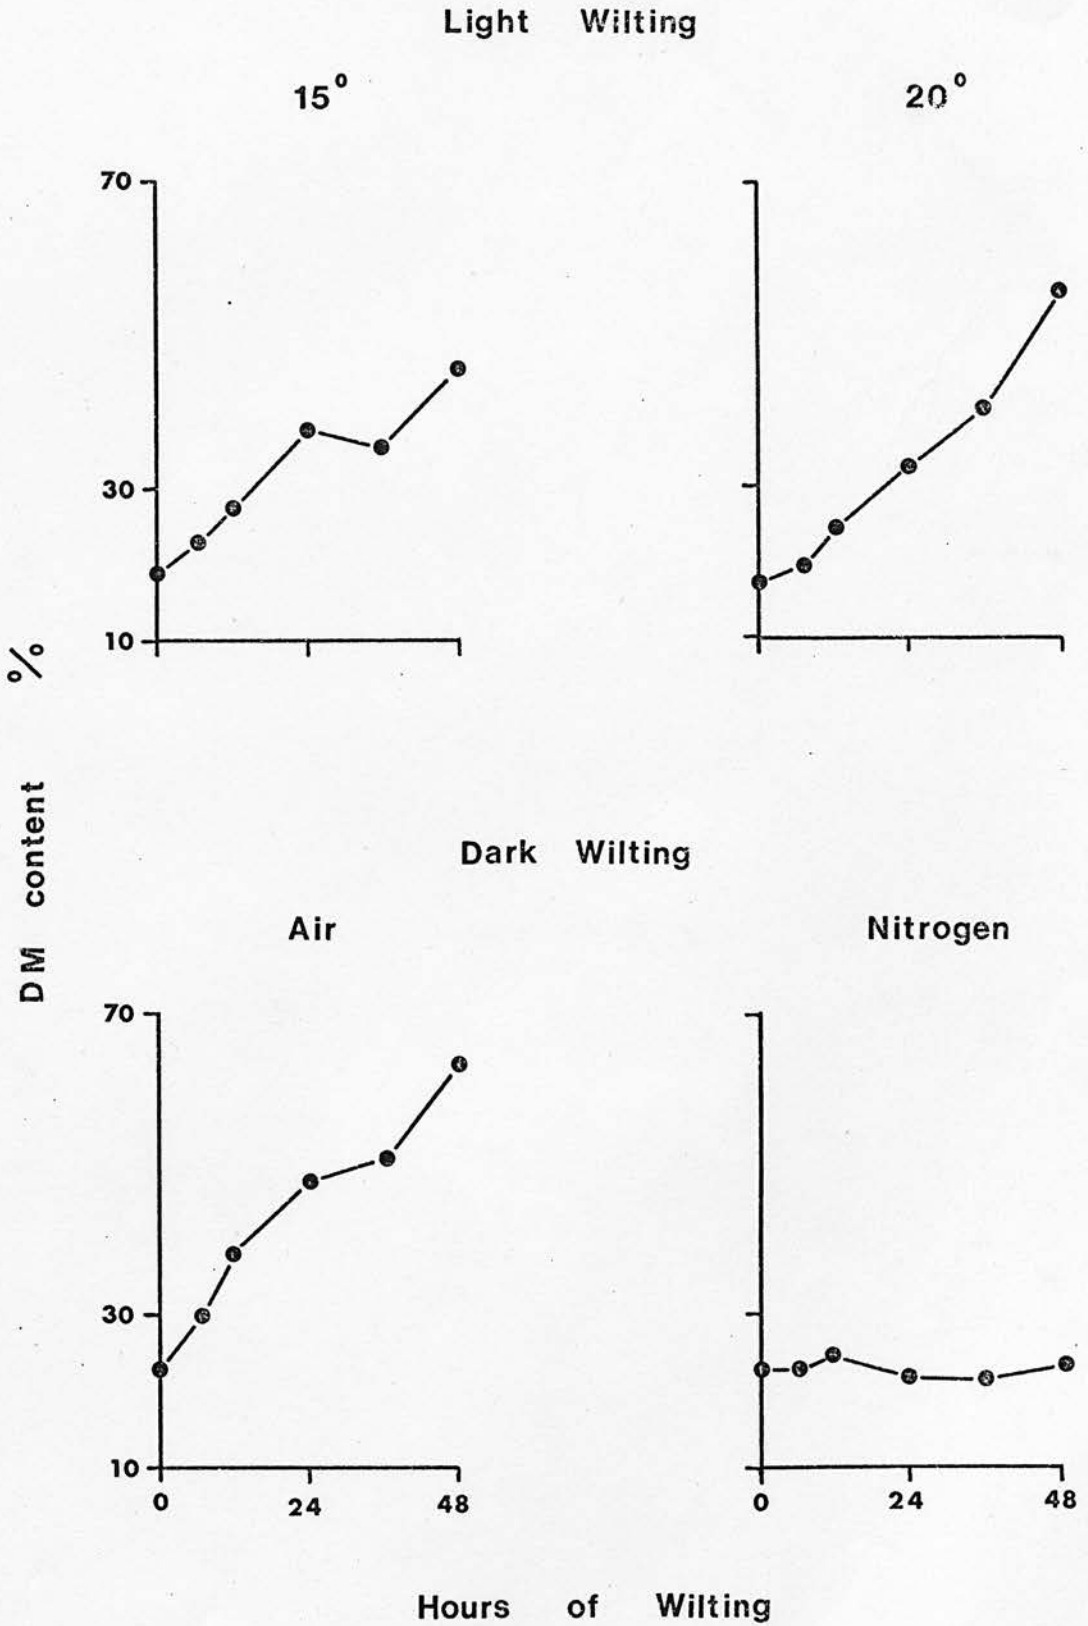 Light Wilting
15° 20°
70
30
10
DM content %
Dark Wilting
Air Nitrogen
70
30
10
0 24 48 0 24 48
Hours of Wilting